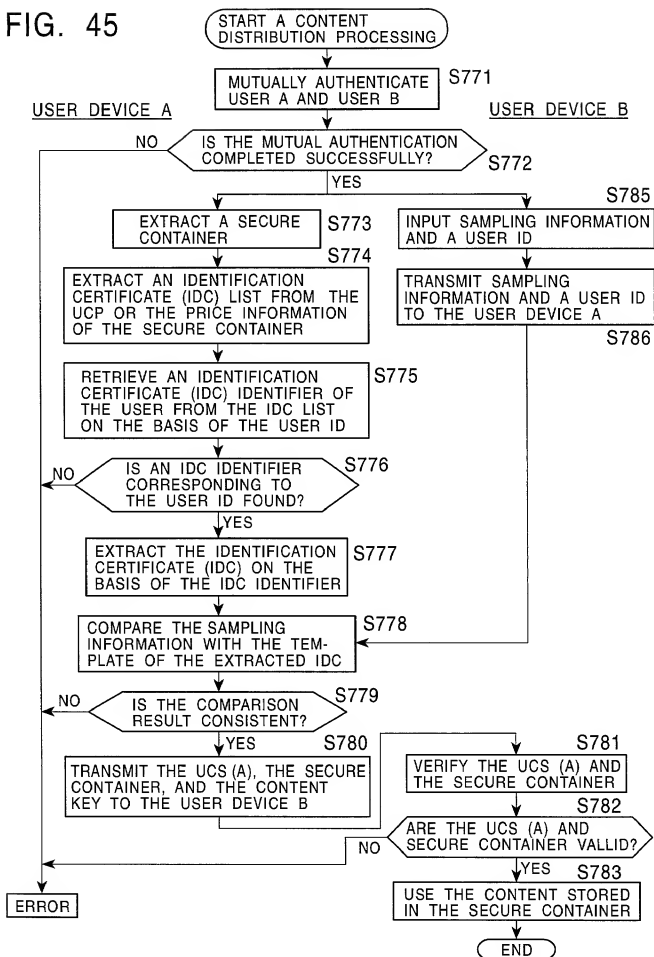 FIG. 45
START A CONTENT
DISTRIBUTION PROCESSING
MUTUALLY AUTHENTICATE
USER A AND USER B
S771
USER DEVICE A
USER DEVICE B
NO
IS THE MUTUAL AUTHENTICATION
COMPLETED SUCCESSFULLY?
S772
YES
EXTRACT A SECURE
CONTAINER
S773
S785
INPUT SAMPLING INFORMATION
AND A USER ID
S774
EXTRACT AN IDENTIFICATION
CERTIFICATE (IDC) LIST FROM THE
UCP OR THE PRICE INFORMATION
OF THE SECURE CONTAINER
TRANSMIT SAMPLING
INFORMATION AND A USER ID
TO THE USER DEVICE A
S786
RETRIEVE AN IDENTIFICATION
CERTIFICATE (IDC) IDENTIFIER OF
THE USER FROM THE IDC LIST
ON THE BASIS OF THE USER ID
S775
NO
IS AN IDC IDENTIFIER
CORRESPONDING TO
THE USER ID FOUND?
S776
YES
EXTRACT THE IDENTIFICATION
CERTIFICATE (IDC) ON THE
BASIS OF THE IDC IDENTIFIER
S777
COMPARE THE SAMPLING
INFORMATION WITH THE TEM-
PLATE OF THE EXTRACTED IDC
S778
NO
IS THE COMPARISON
RESULT CONSISTENT?
S779
YES
S780
TRANSMIT THE UCS (A), THE SECURE
CONTAINER, AND THE CONTENT
KEY TO THE USER DEVICE B
S781
VERIFY THE UCS (A) AND
THE SECURE CONTAINER
S782
ARE THE UCS (A) AND
SECURE CONTAINER VALLID?
NO
YES
S783
USE THE CONTENT STORED
IN THE SECURE CONTAINER
ERROR
END